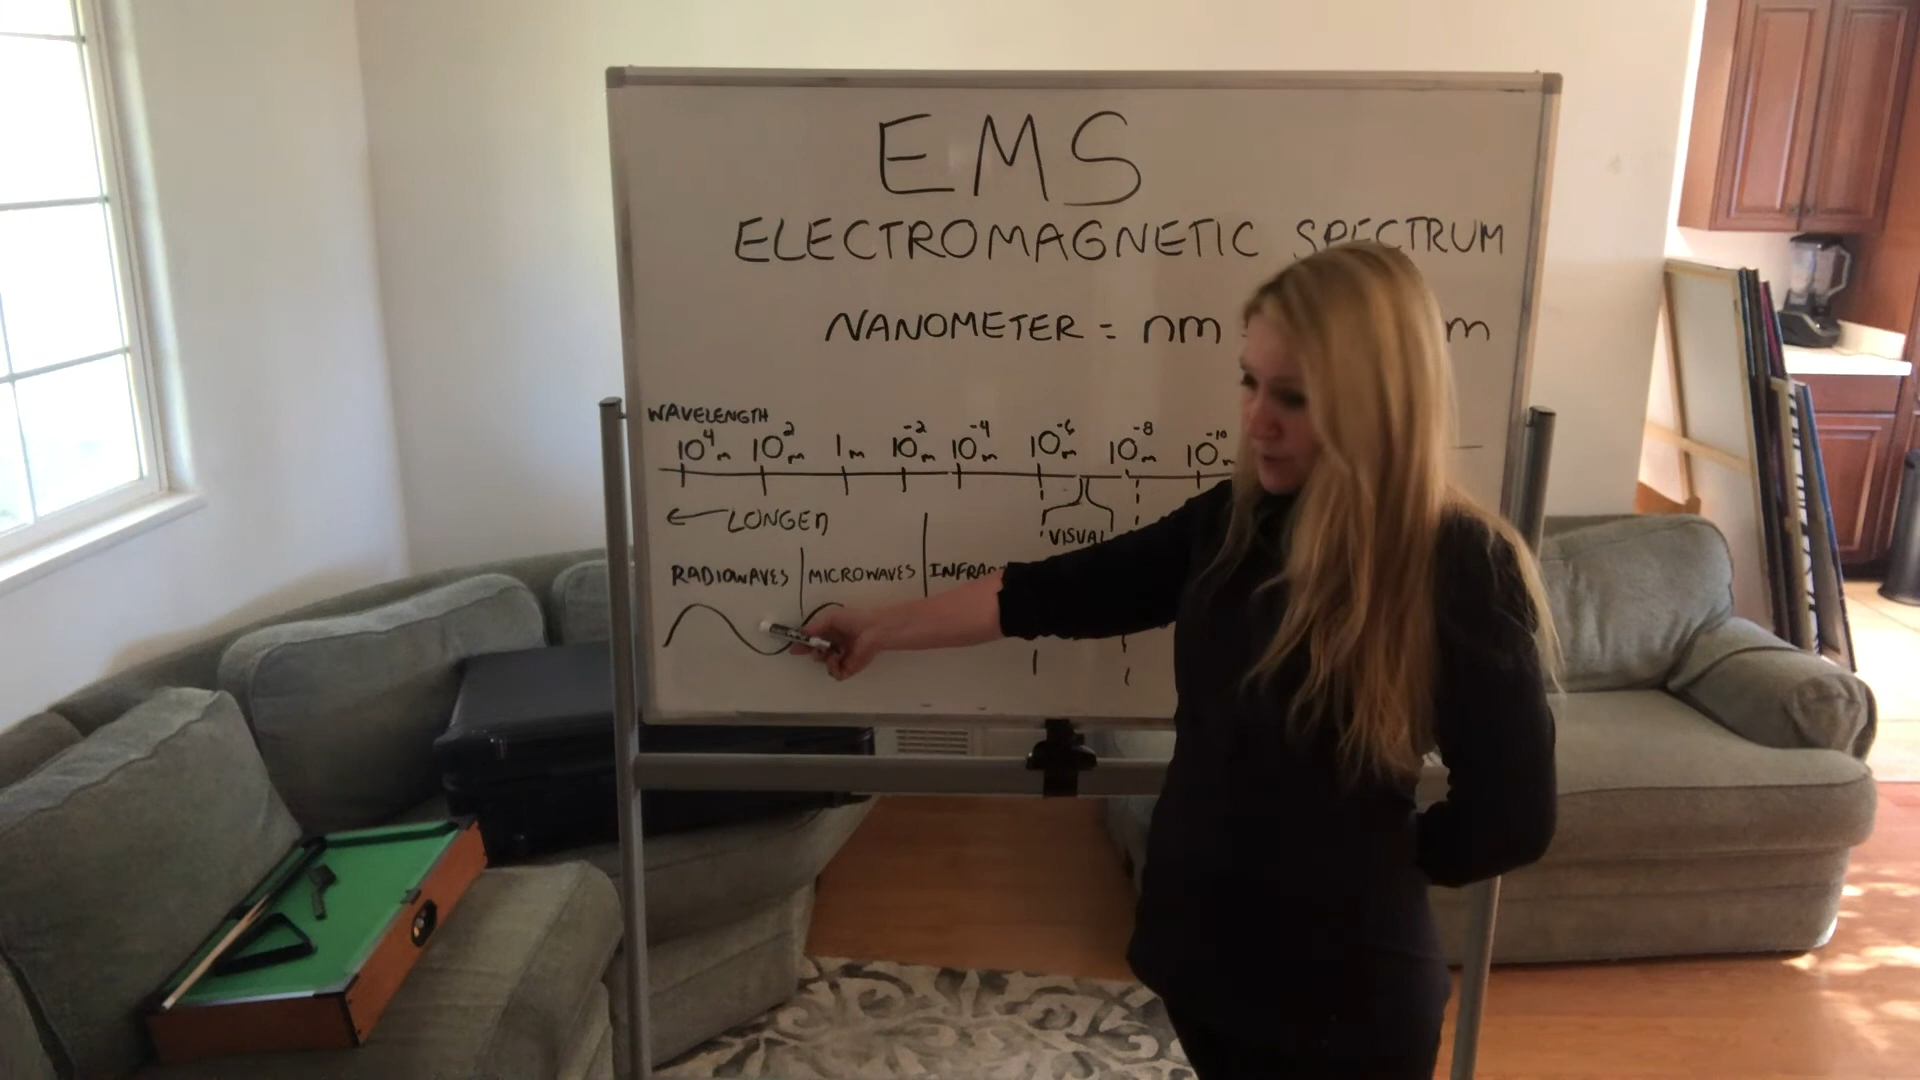 EMS
ELECTROMAGNETIC SPECTRUM
NANOMETER = nm m
WAVELENGTH
10⁴m 10²m 1m 10⁻²m 10⁻⁴m 10⁻⁶m 10⁻⁸m 10⁻¹⁰m
← LONGER
VISUAL
RADIOWAVES | MICROWAVES | INFRA